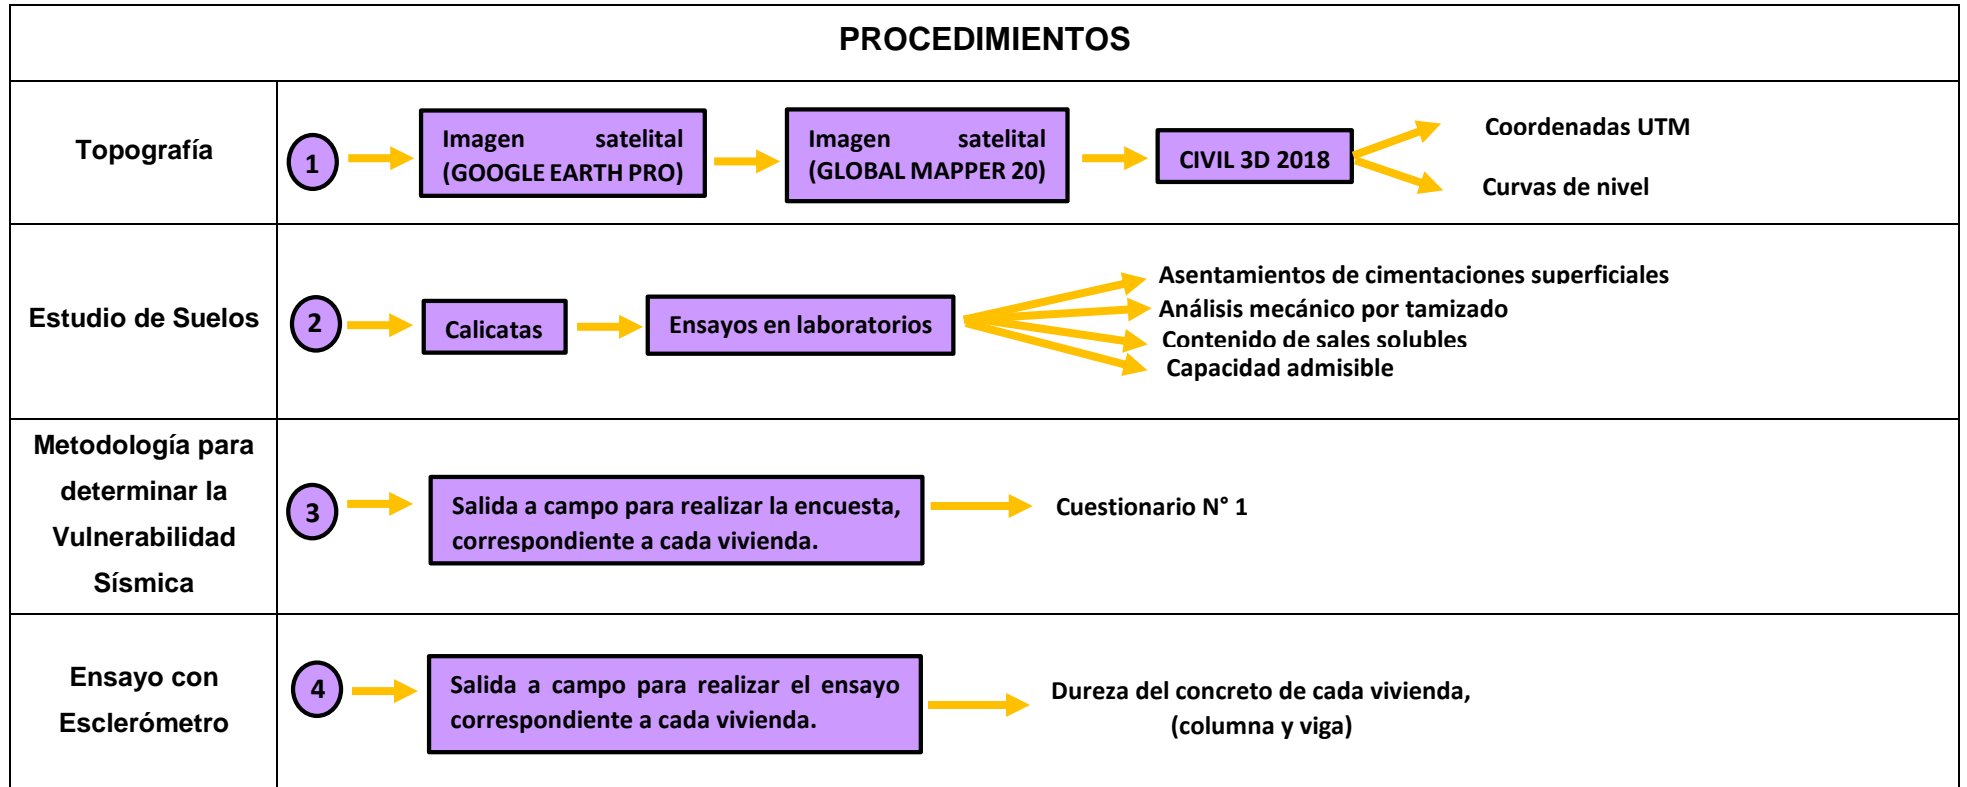 PROCEDIMIENTOS
Topografía
1
Imagen satelital
(GOOGLE EARTH PRO)
Imagen satelital
(GLOBAL MAPPER 20)
CIVIL 3D 2018
Coordenadas UTM
Curvas de nivel
Estudio de Suelos
2
Calicatas
Ensayos en laboratorios
Asentamientos de cimentaciones superficiales
Análisis mecánico por tamizado
Contenido de sales solubles
Capacidad admisible
Metodología para
determinar la
Vulnerabilidad
Sísmica
3
Salida a campo para realizar la encuesta,
correspondiente a cada vivienda.
Cuestionario N° 1
Ensayo con
Esclerómetro
4
Salida a campo para realizar el ensayo
correspondiente a cada vivienda.
Dureza del concreto de cada vivienda,
(columna y viga)